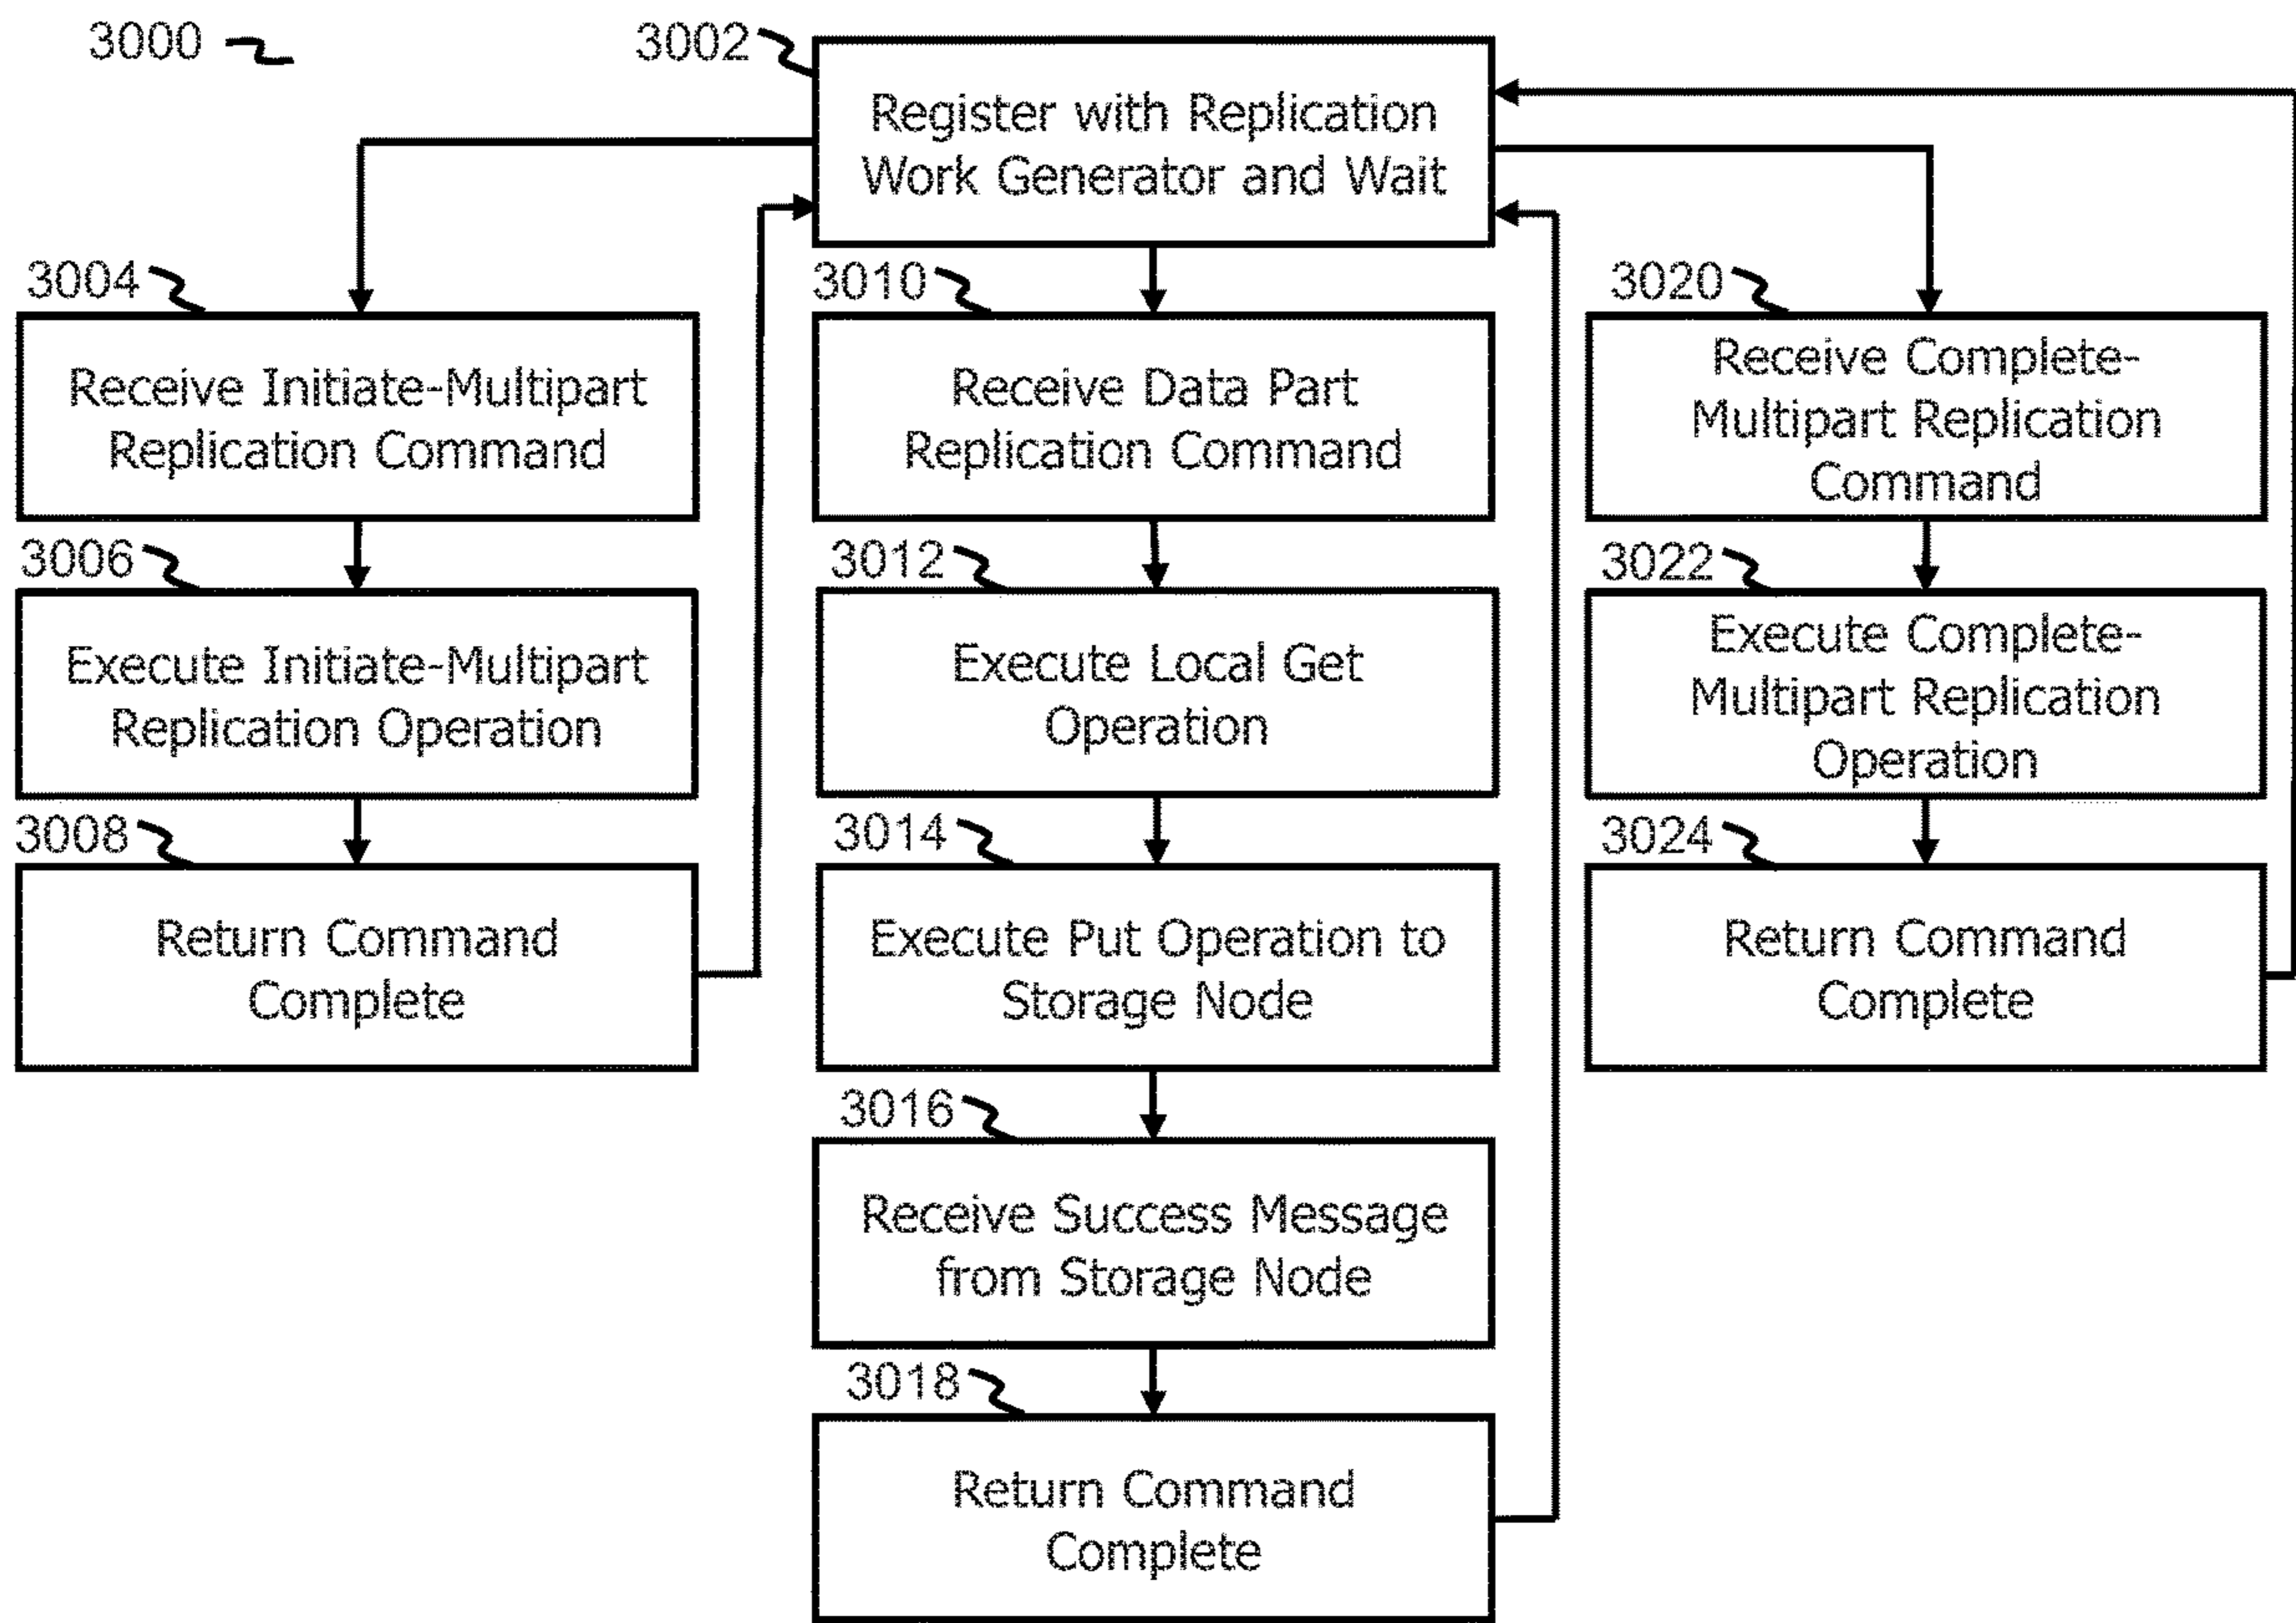 3000
3002
Register with Replication
Work Generator and Wait
3004
Receive Initiate-Multipart
Replication Command
3006
Execute Initiate-Multipart
Replication Operation
3008
Return Command
Complete
3010
Receive Data Part
Replication Command
3012
Execute Local Get
Operation
3014
Execute Put Operation to
Storage Node
3016
Receive Success Message
from Storage Node
3018
Return Command
Complete
3020
Receive Complete-
Multipart Replication
Command
3022
Execute Complete-
Multipart Replication
Operation
3024
Return Command
Complete